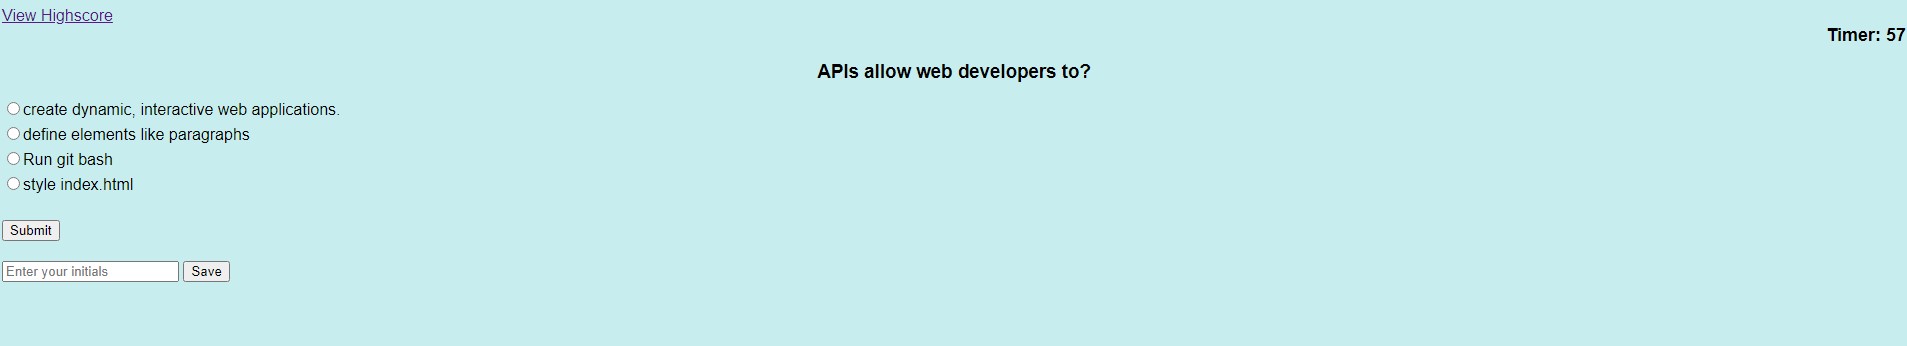 View Highscore
Timer: 57
APIs allow web developers to?
create dynamic, interactive web applications.
define elements like paragraphs
Run git bash
style index.html
Submit
Enter your initials Save